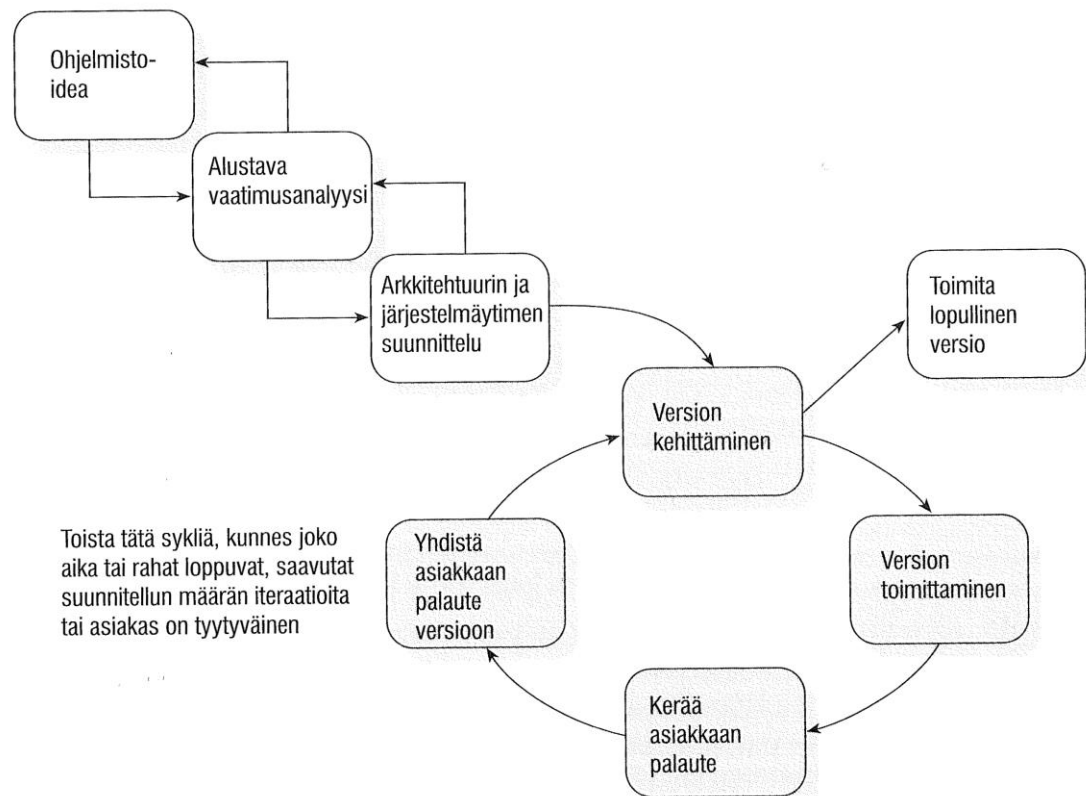 Ohjelmisto-
idea
Alustava
vaatimusanalyysi
Arkkitehtuurin ja
järjestelmäytimen
suunnittelu
Toimita
lopullinen
versio
Version
kehittäminen
Toista tätä sykliä, kunnes joko
aika tai rahat loppuvat, saavutat
suunnitellun määrän iteraatioita
tai asiakas on tyytyväinen
Yhdistä
asiakkaan
palaute
versioon
Version
toimittaminen
Kerää
asiakkaan
palaute